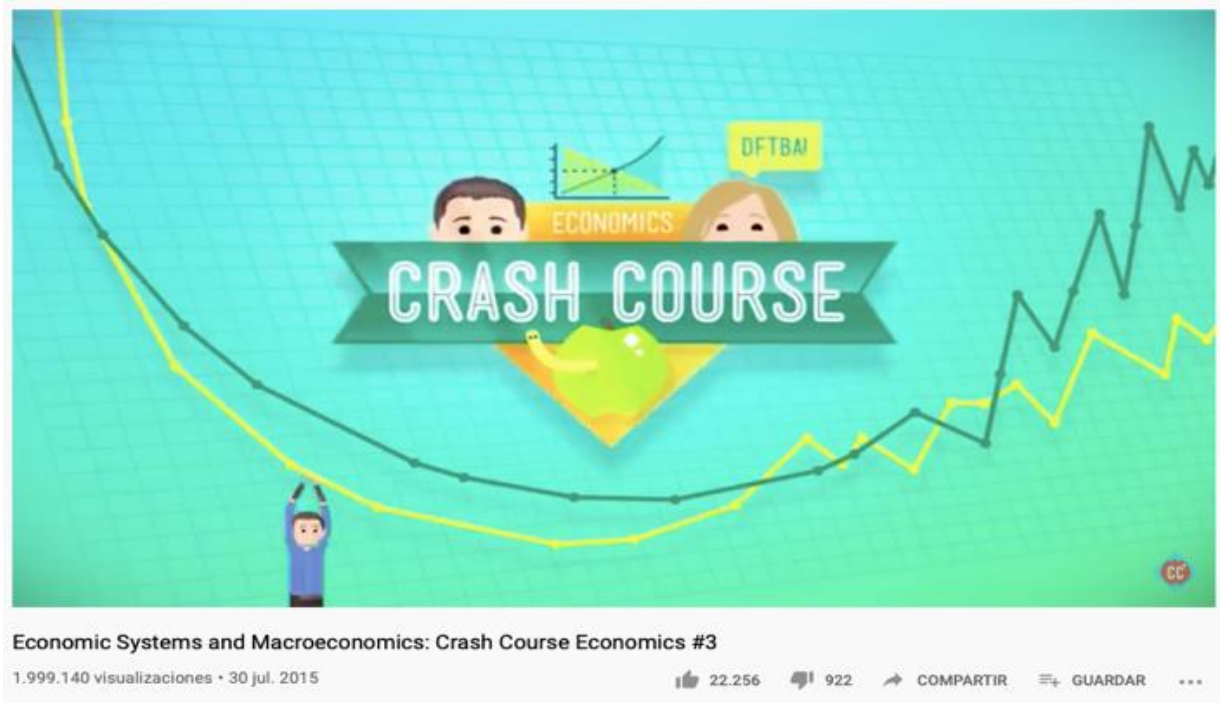 DFTBA!
ECONOMICS
CRASH COURSE
CC
Economic Systems and Macroeconomics: Crash Course Economics #3
1.999.140 visualizaciones • 30 jul. 2015
22.256 922 COMPARTIR GUARDAR